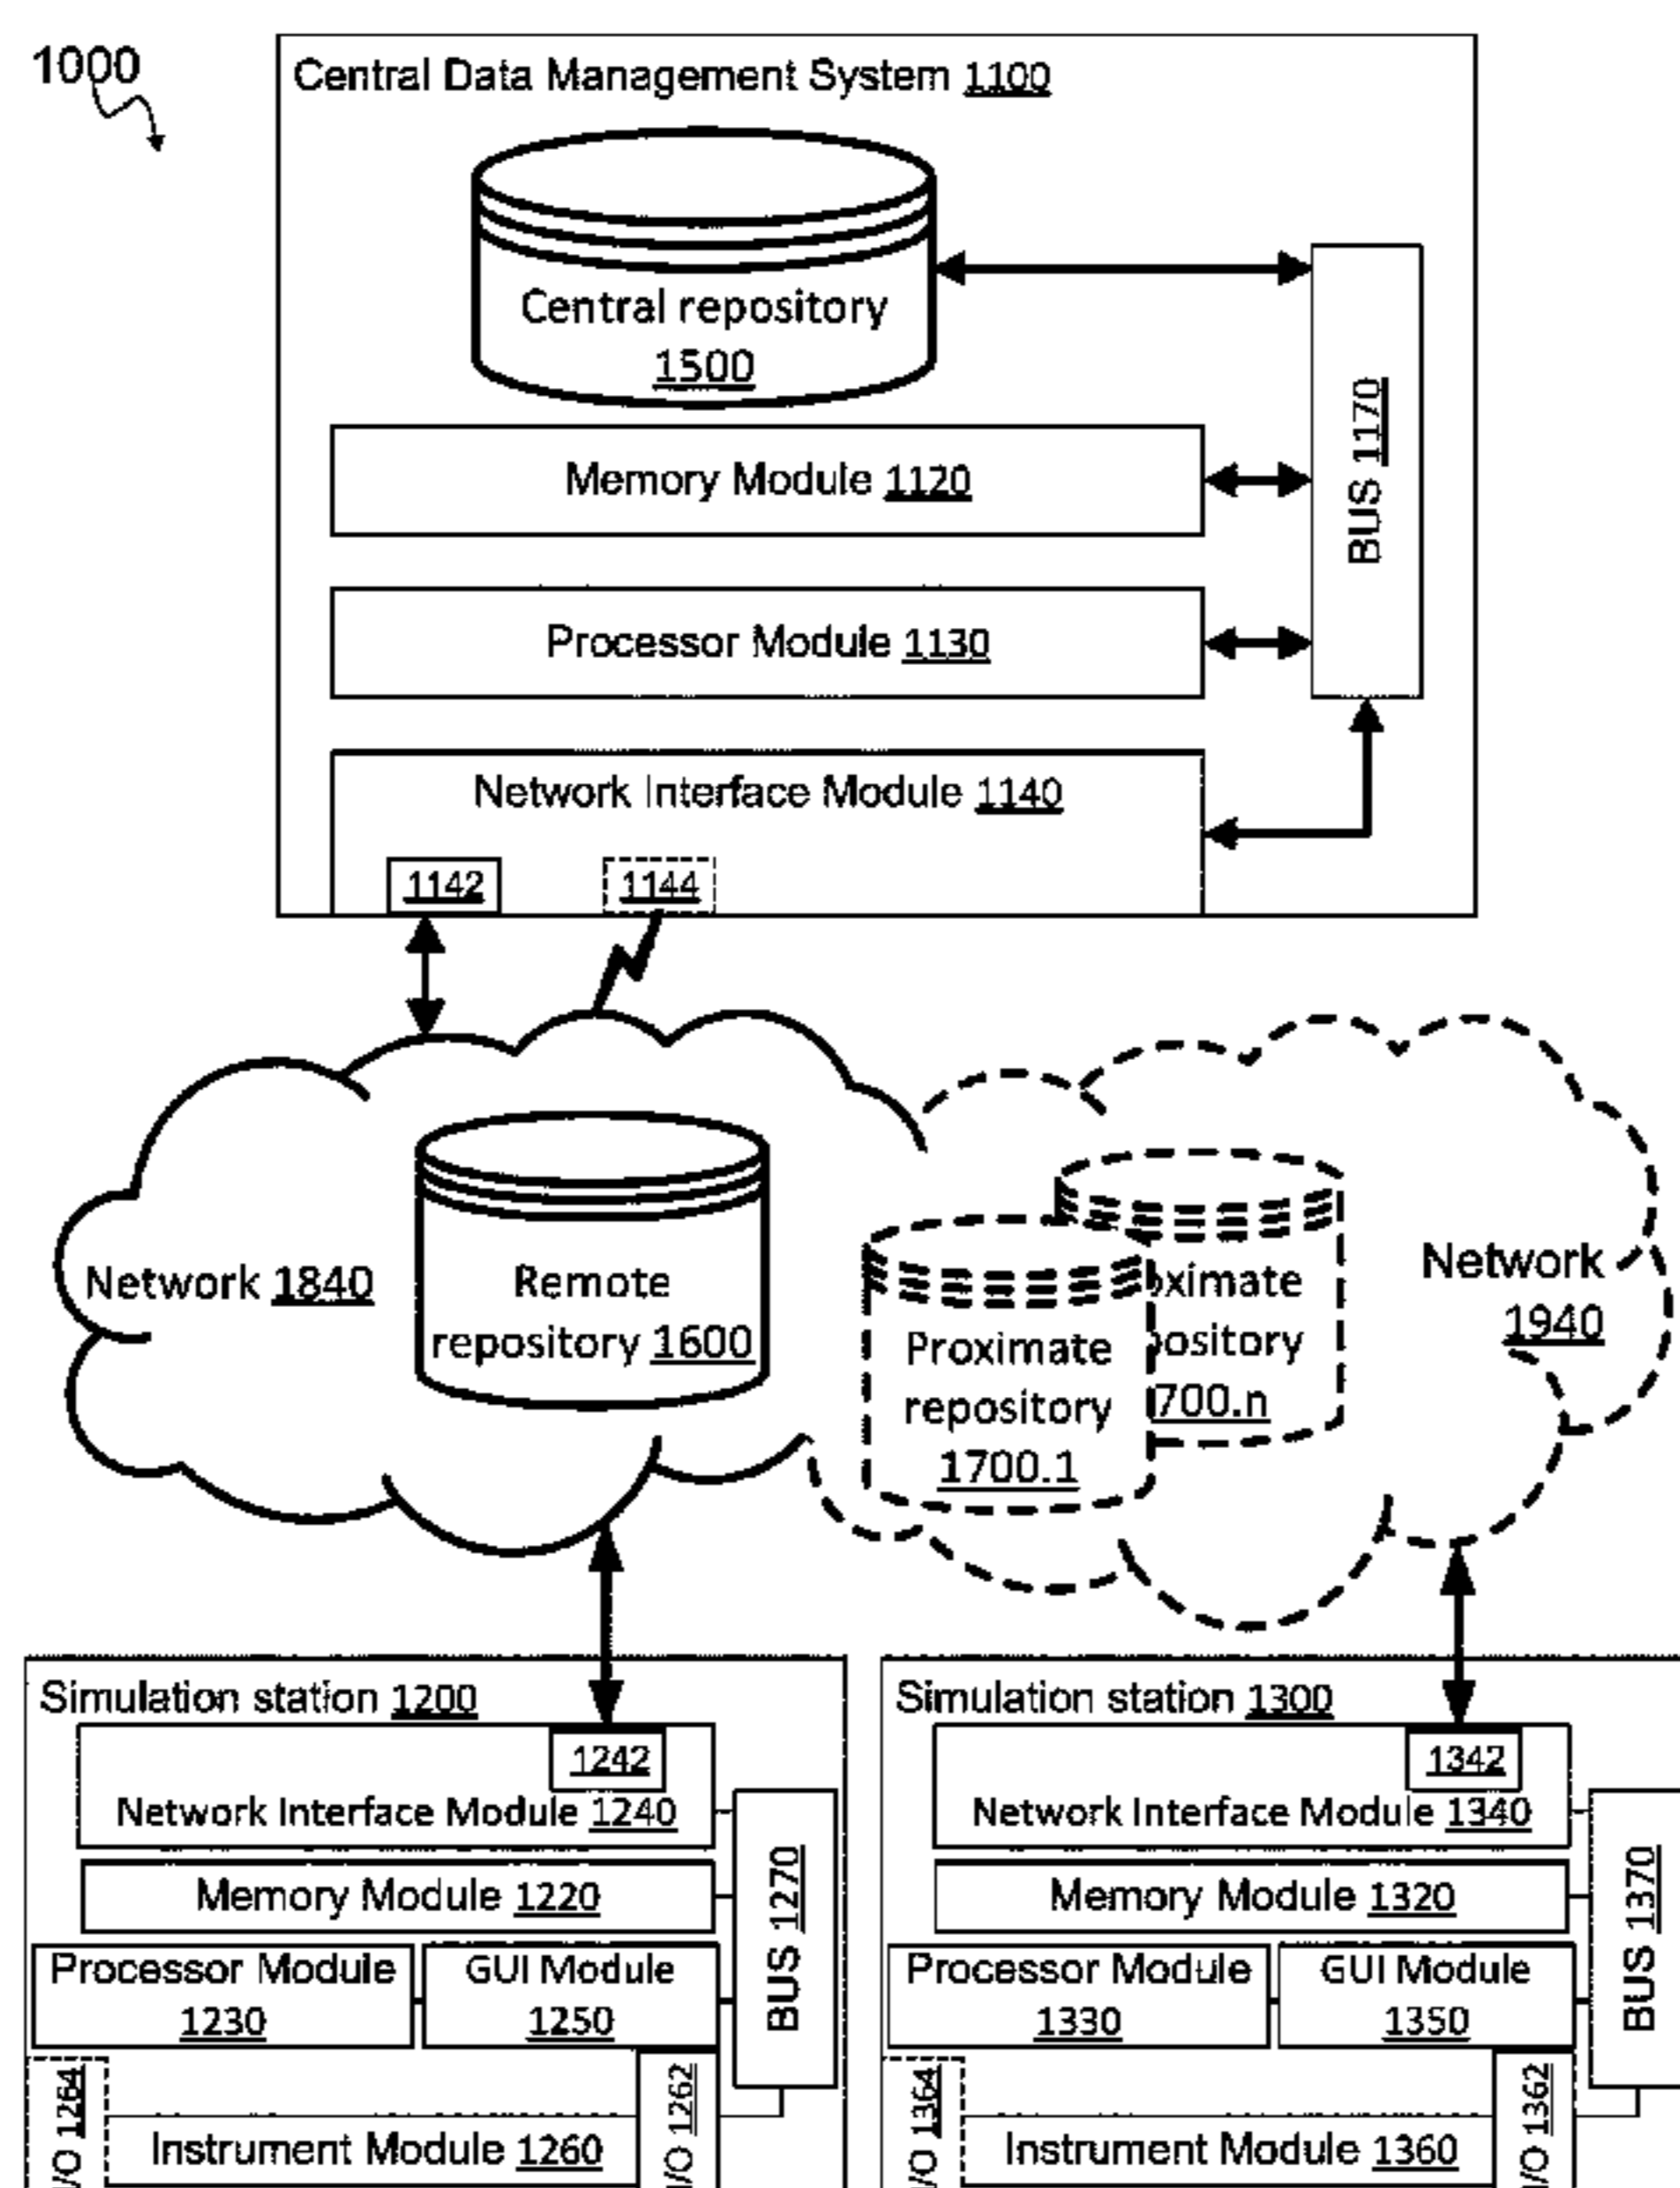 1000
Central Data Management System 1100
Central repository
1500
BUS 1170
Memory Module 1120
Processor Module 1130
Network Interface Module 1140
1142
1144
Network 1840
Remote
repository 1600
Proximate
repository
1700.1
ximate
ository
700.n
Network
1940
Simulation station 1200
1242
Network Interface Module 1240
Memory Module 1220
Processor Module
1230
GUI Module
1250
BUS 1270
I/O 1264
Instrument Module 1260
I/O 1262
Simulation station 1300
1342
Network Interface Module 1340
Memory Module 1320
Processor Module
1330
GUI Module
1350
BUS 1370
I/O 1364
Instrument Module 1360
I/O 1362